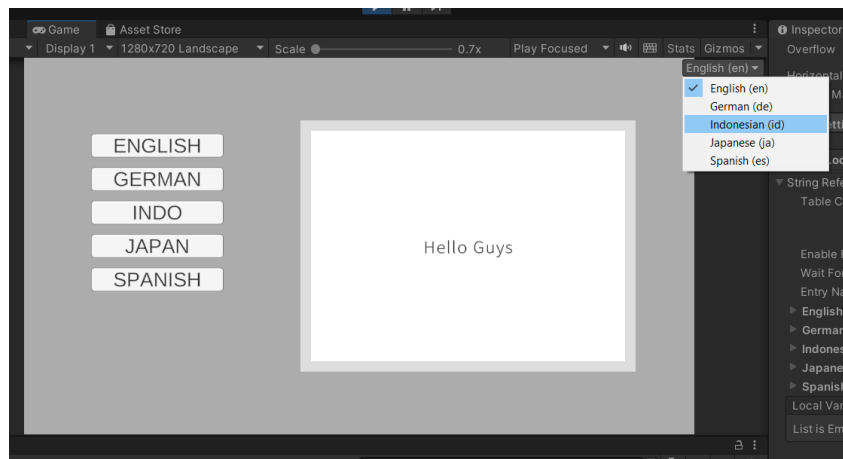 Game Asset Store
Inspector
Display 1 1280x720 Landscape Scale 0.7x Play Focused Stats Gizmos
Overflow
English (en)
Horizontal
English (en)
German (de)
Indonesian (id)
Japanese (ja)
Spanish (es)
ENGLISH
GERMAN
INDO
JAPAN
SPANISH
Hello Guys
String Refe
Table C
Enable
Wait Fo
Entry Na
English
German
Indones
Japane
Spanis
Local Var
List is Em